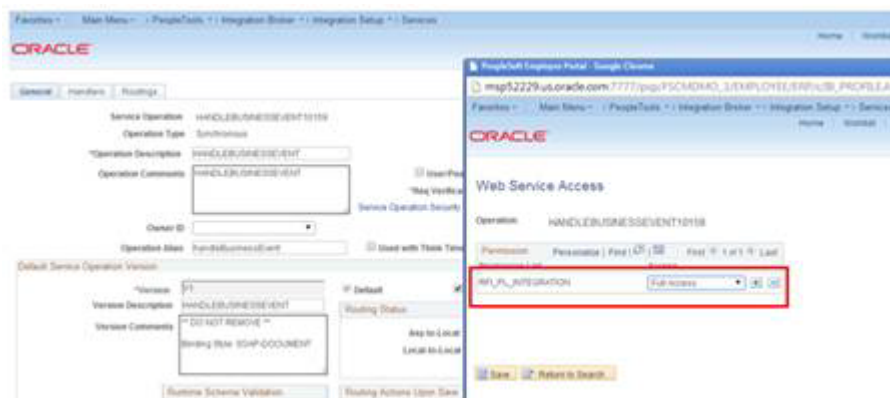 Favorites Main Menu > PeopleTools > Integration Broker > Integration Setup > Services
Home
ORACLE
General Handlers Routings
Service Operation HANDLEBUSINESSEVENT10159
Operation Type Synchronous
*Operation Description HANDLEBUSINESSEVENT
Operation Comments HANDLEBUSINESSEVENT
Service Operation Security
Owner ID
Operation Alias handleBusinessEvent
Used with Think Time
Default Service Operation Version
*Version V1
Default
Version Description HANDLEBUSINESSEVENT
Routing Status
Version Comments ** DO NOT REMOVE **
Binding Style: SOAP-DOCUMENT
Any-to-Local
Local-to-Local
Runtime Schema Validation
Routing Actions Upon Save
PeopleSoft Employee Portal - Google Chrome
msp52229.us.oracle.com:7777/
Favorites Main Menu > PeopleTools > Integration Broker > Integration Setup > Service
Home Worklist
ORACLE
Web Service Access
Operation HANDLEBUSINESSEVENT10159
Permission Personalize | Find | First 1 of 1 Last
Access
Full Access
Save Return to Search